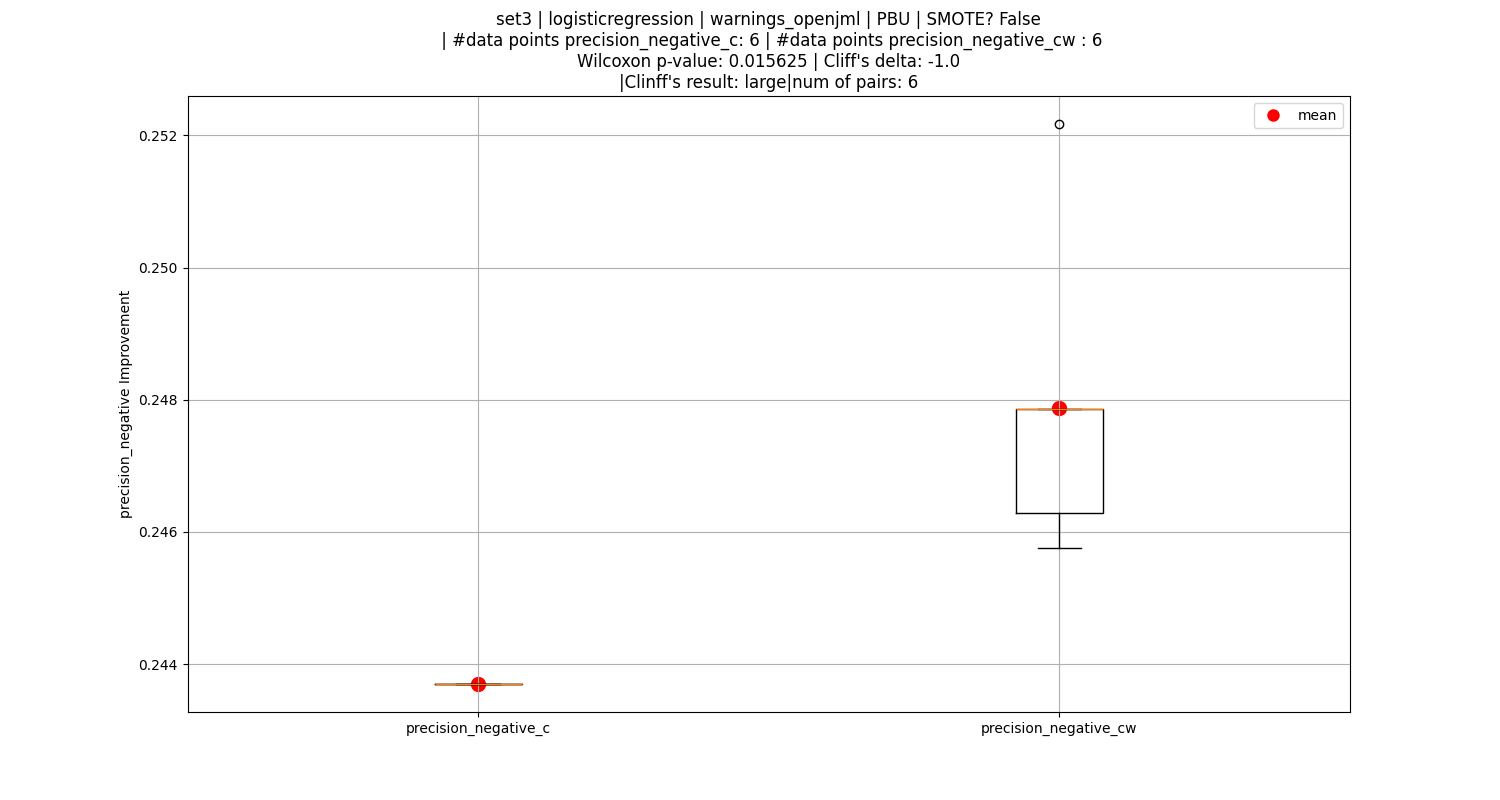 set3 | logisticregression | warnings_openjml | PBU | SMOTE? False
| #data points precision_negative_c: 6 | #data points precision_negative_cw : 6
Wilcoxon p-value: 0.015625 | Cliff's delta: -1.0
|Clinff's result: large|num of pairs: 6
mean
0.252
0.250
0.248
0.246
0.244
precision_negative Improvement
precision_negative_c
precision_negative_cw